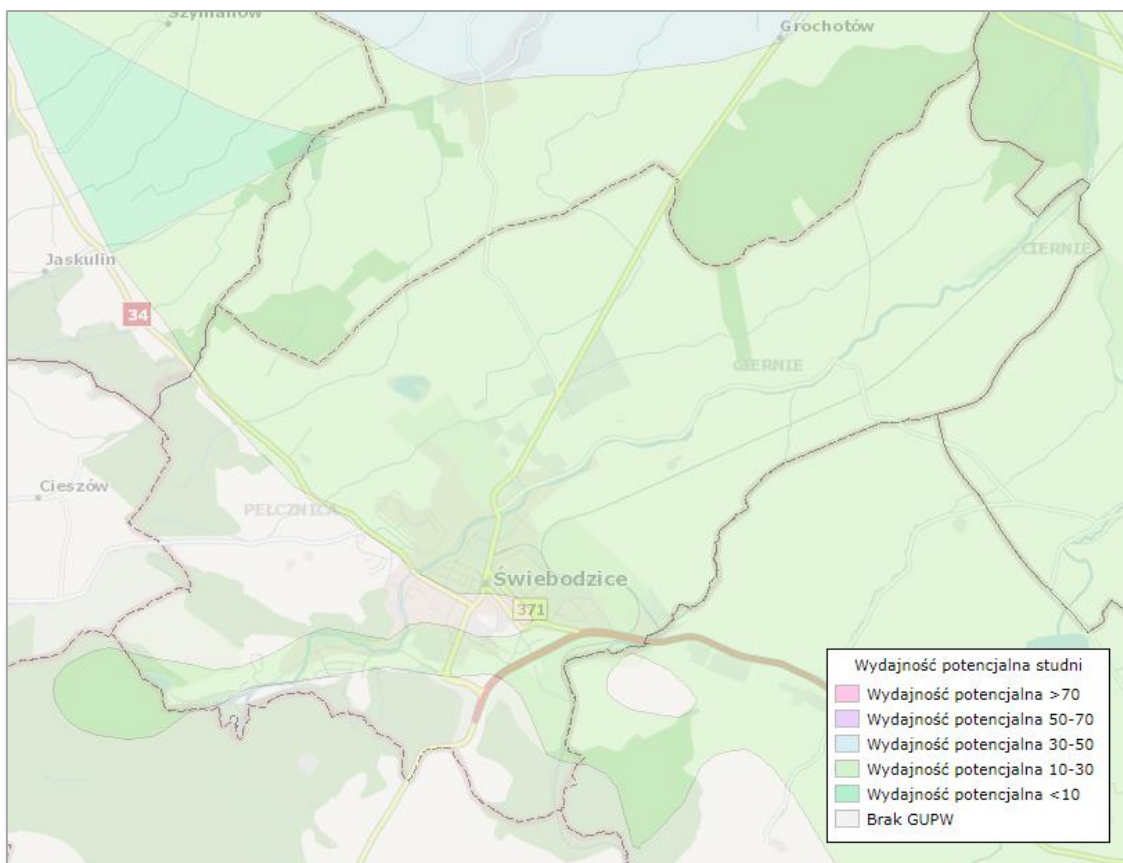 Szymanów
Grochotów
Jaskulin
CIERNIE
34
CIERNIE
Cieszów
PEŁCZNICA
Świebodzice
371
Wydajność potencjalna studni
Wydajność potencjalna >70
Wydajność potencjalna 50-70
Wydajność potencjalna 30-50
Wydajność potencjalna 10-30
Wydajność potencjalna <10
Brak GUPW